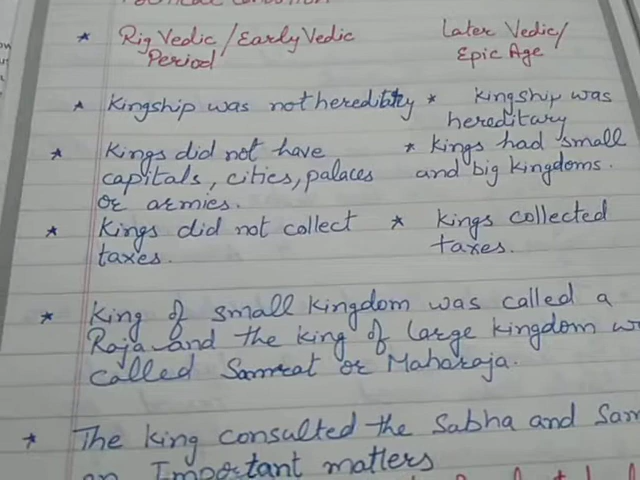 * Rig Vedic/Early Vedic Period
Later Vedic/ Epic Age
* Kingship was not hereditary
* Kingship was hereditary
* Kings did not have
capitals, cities, palaces
or armies.
* Kings had small
and big kingdoms.
* Kings did not collect
taxes.
* Kings collected
taxes.
* King of small kingdom was called a
Raja and the king of large kingdom
called Samrat or Maharaja.
* The king consulted the Sabha and
on Important matters